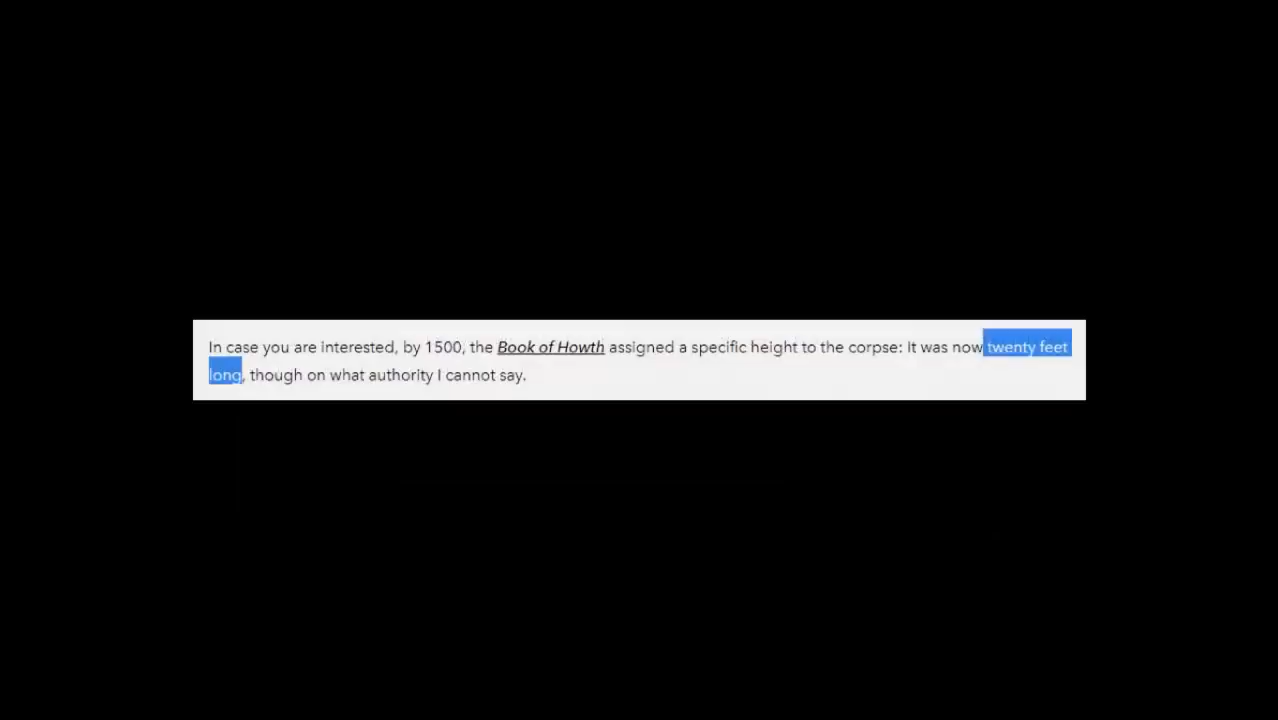 In case you are interested, by 1500, the Book of Howth assigned a specific height to the corpse: It was now twenty feet
long, though on what authority I cannot say.